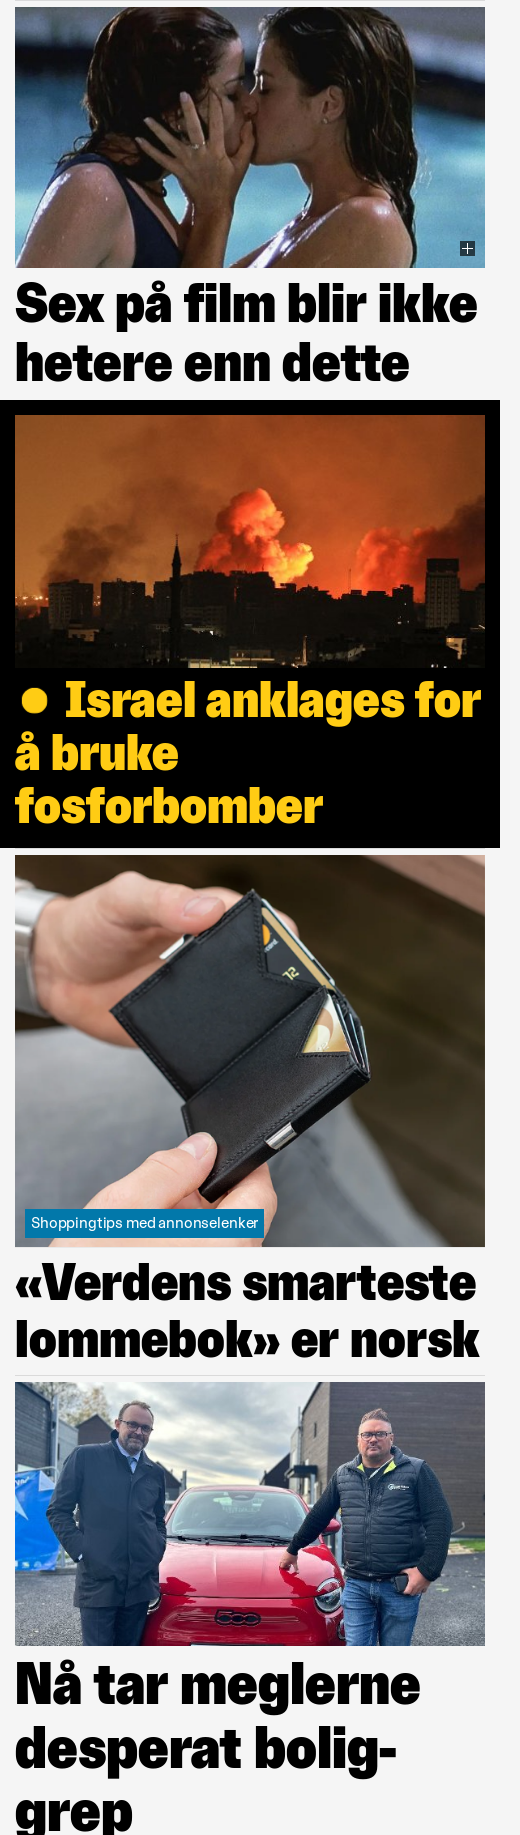 Sex på film blir ikke
hetere enn dette
Israel anklages for
å bruke
fosforbomber
Shoppingtips med annonselenker
«Verdens smarteste
lommebok» er norsk
500
Nå tar meglerne
desperat bolig-
grep